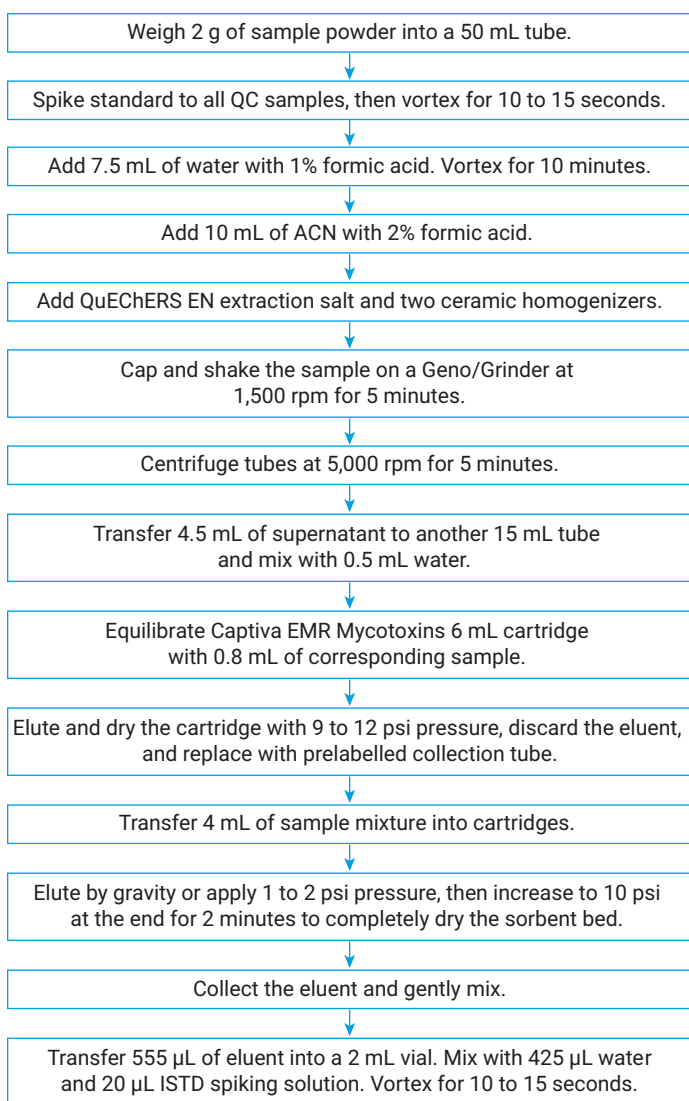 Weigh 2 g of sample powder into a 50 mL tube.
Spike standard to all QC samples, then vortex for 10 to 15 seconds.
Add 7.5 mL of water with 1% formic acid. Vortex for 10 minutes.
Add 10 mL of ACN with 2% formic acid.
Add QuEChERS EN extraction salt and two ceramic homogenizers.
Cap and shake the sample on a Geno/Grinder at
1,500 rpm for 5 minutes.
Centrifuge tubes at 5,000 rpm for 5 minutes.
Transfer 4.5 mL of supernatant to another 15 mL tube
and mix with 0.5 mL water.
Equilibrate Captiva EMR Mycotoxins 6 mL cartridge
with 0.8 mL of corresponding sample.
Elute and dry the cartridge with 9 to 12 psi pressure, discard the eluent,
and replace with prelabelled collection tube.
Transfer 4 mL of sample mixture into cartridges.
Elute by gravity or apply 1 to 2 psi pressure, then increase to 10 psi
at the end for 2 minutes to completely dry the sorbent bed.
Collect the eluent and gently mix.
Transfer 555 μL of eluent into a 2 mL vial. Mix with 425 μL water
and 20 μL ISTD spiking solution. Vortex for 10 to 15 seconds.